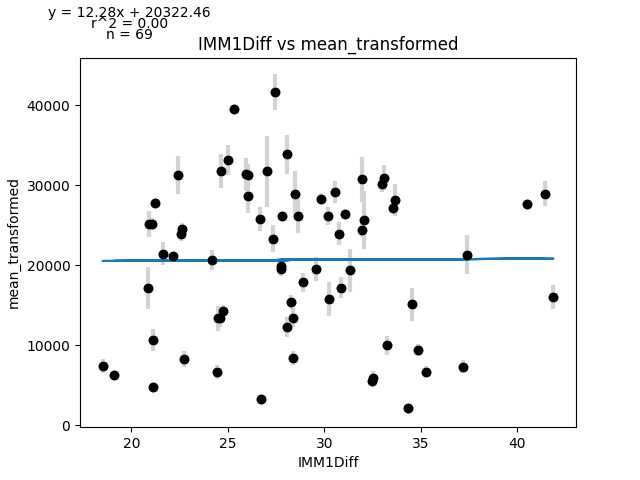 y = 12.28x + 20322.46
r^2 = 0.00
n = 69
IMM1Diff vs mean_transformed
40000
30000
20000
10000
0
mean_transformed
20 25 30 35 40
IMM1Diff